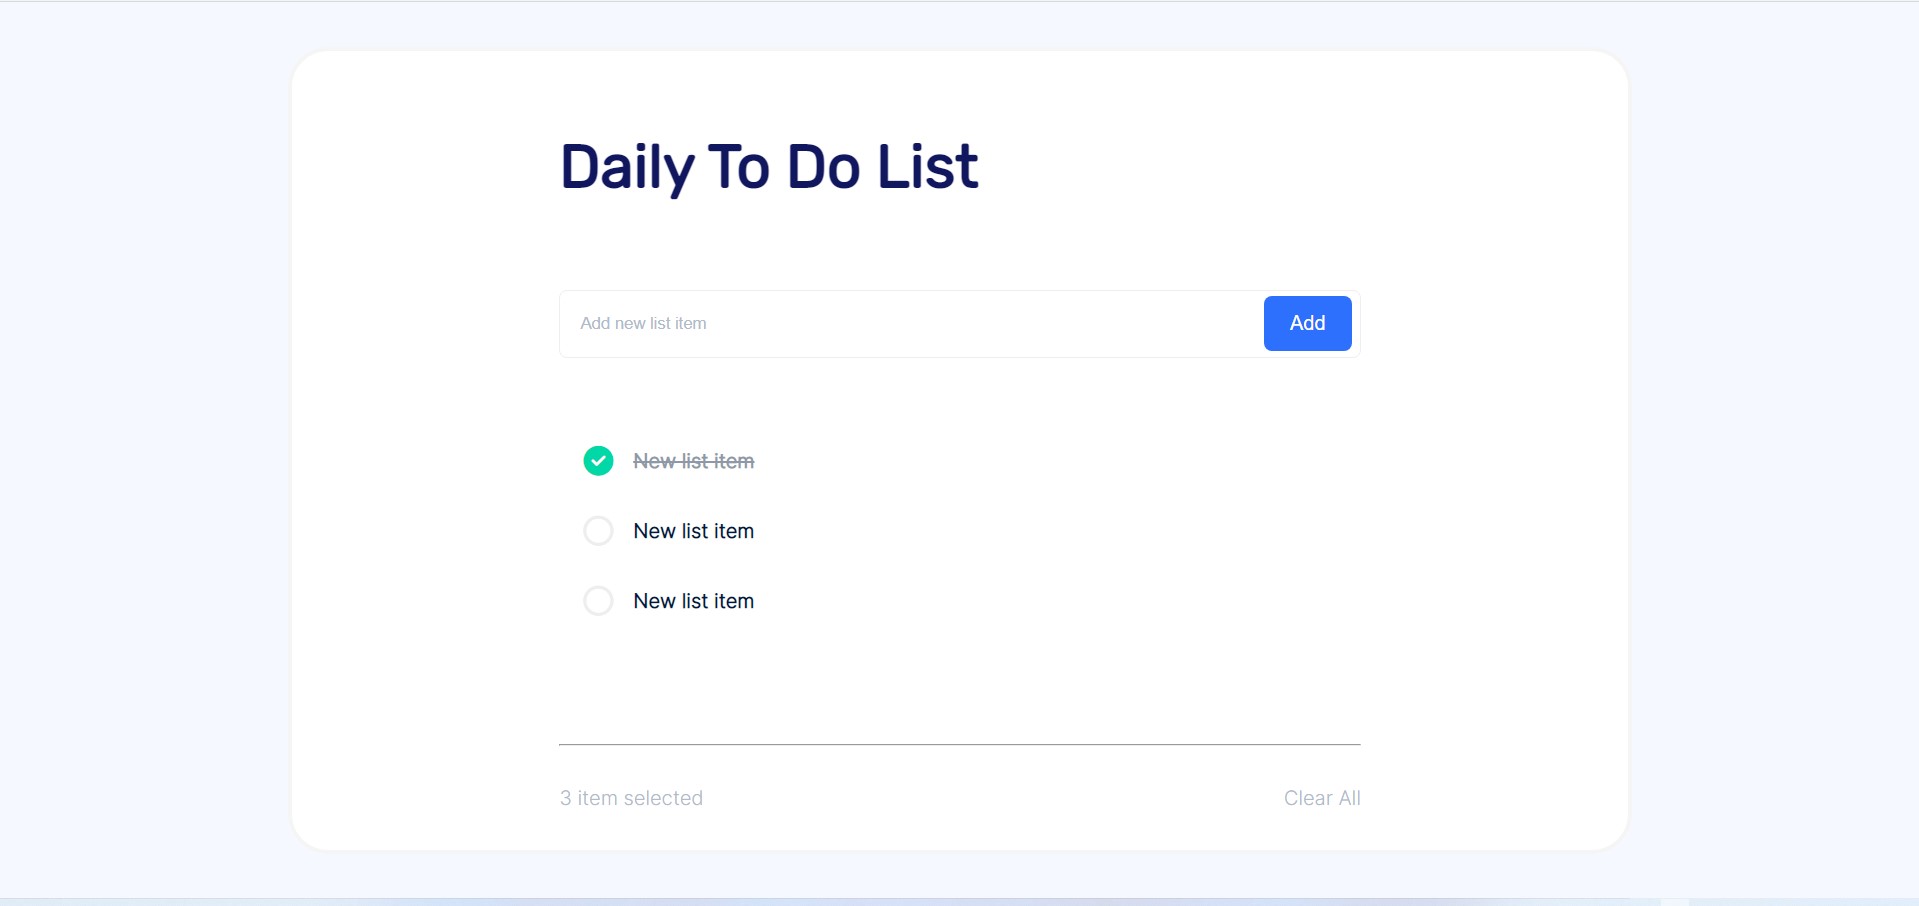 Daily To Do List
Add new list item
Add
New list item
New list item
New list item
3 item selected
Clear All